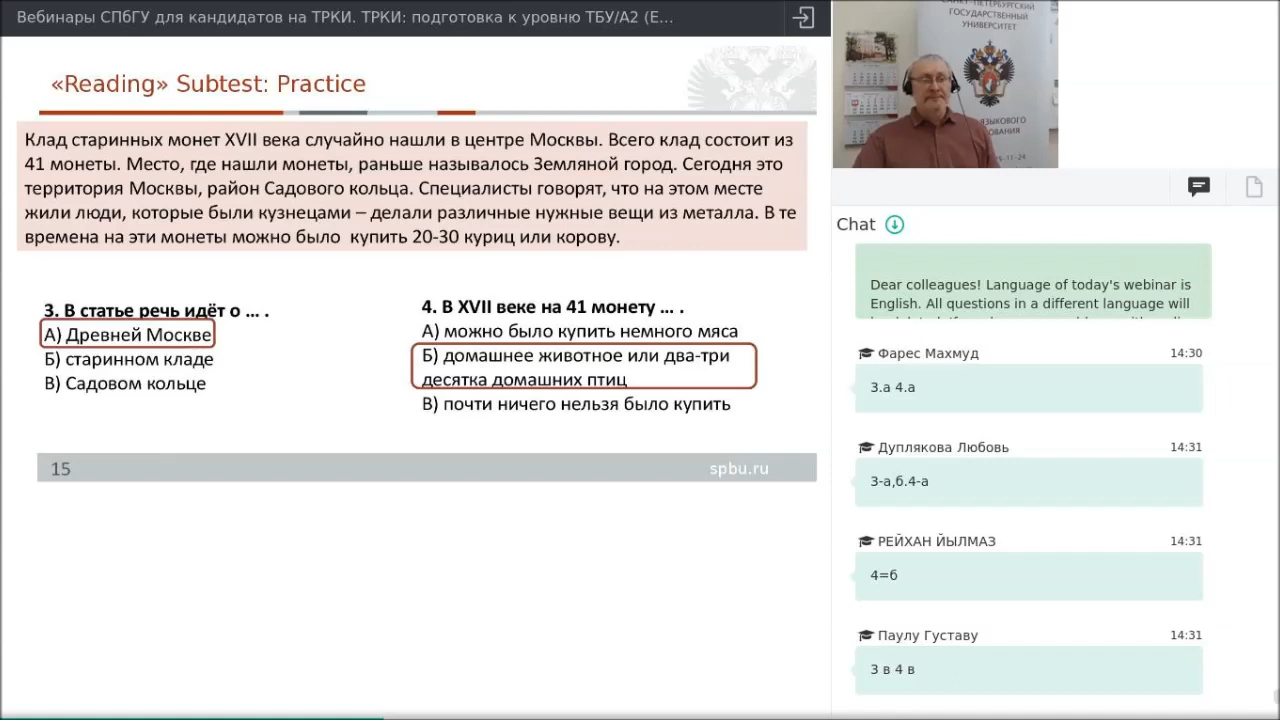 Вебинары СПбГУ для кандидатов на ТРКИ. ТРКИ: подготовка к уровню ТБУ/А2 (Е...
«Reading» Subtest: Practice
Клад старинных монет XVII века случайно нашли в центре Москвы. Всего клад состоит из
41 монеты. Место, где нашли монеты, раньше называлось Земляной город. Сегодня это
территория Москвы, район Садового кольца. Специалисты говорят, что на этом месте
жили люди, которые были кузнецами – делали различные нужные вещи из металла. В те
времена на эти монеты можно было купить 20-30 куриц или корову.
3. В статье речь идёт о ... .
А) Древней Москве
Б) старинном кладе
В) Садовом кольце
4. В XVII веке на 41 монету ... .
А) можно было купить немного мяса
Б) домашнее животное или два-три
десятка домашних птиц
В) почти ничего нельзя было купить
15
spbu.ru
ГОСУДАРСТВЕННЫЙ
УНИВЕРСИТЕТ
ЯЗЫКОВОГО
Chat
Dear colleagues! Language of today's webinar is
English. All questions in a different language will
Фарес Махмуд 14:30
3.а 4.а
Дуплякова Любовь 14:31
3-а,б.4-а
РЕЙХАН ЙЫЛМАЗ 14:31
4=б
Паулу Густаву 14:31
3 в 4 в